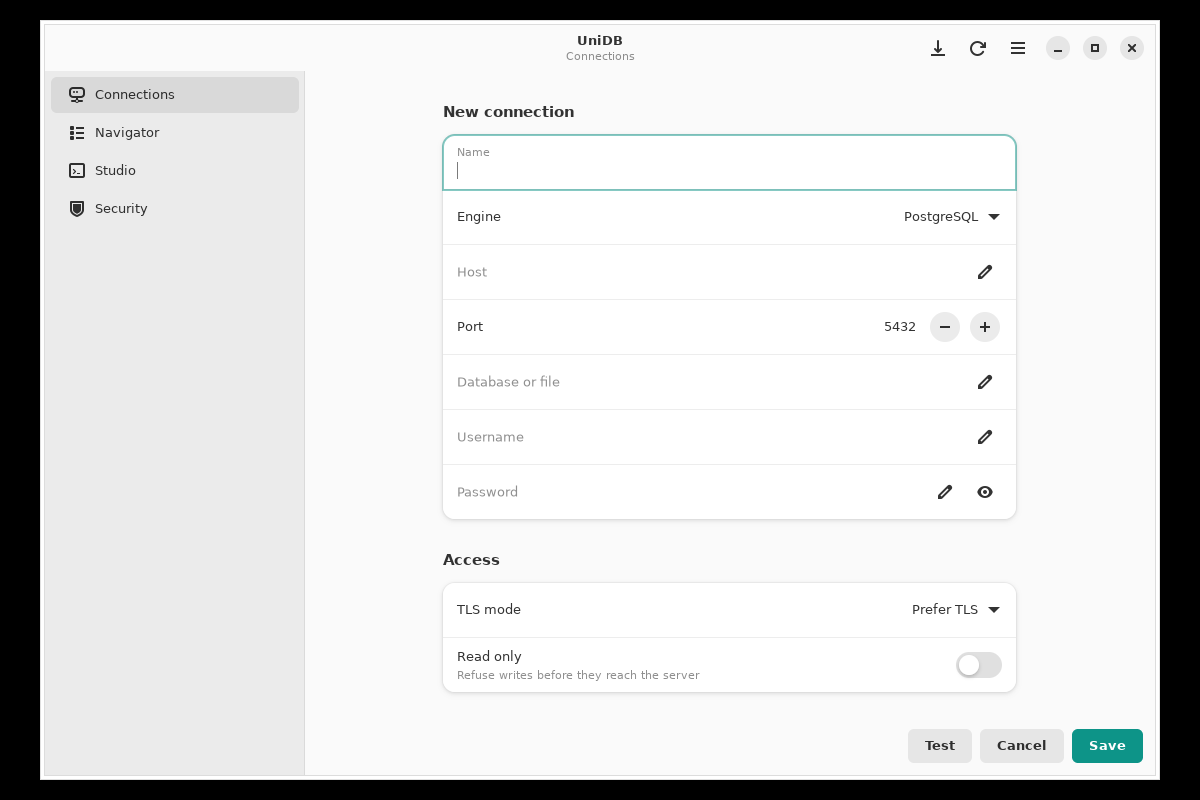 UniDB
Connections
Connections
Navigator
Studio
Security
New connection
Name
Engine
PostgreSQL
Host
Port
5432
Database or file
Username
Password
Access
TLS mode
Prefer TLS
Read only
Refuse writes before they reach the server
Test
Cancel
Save